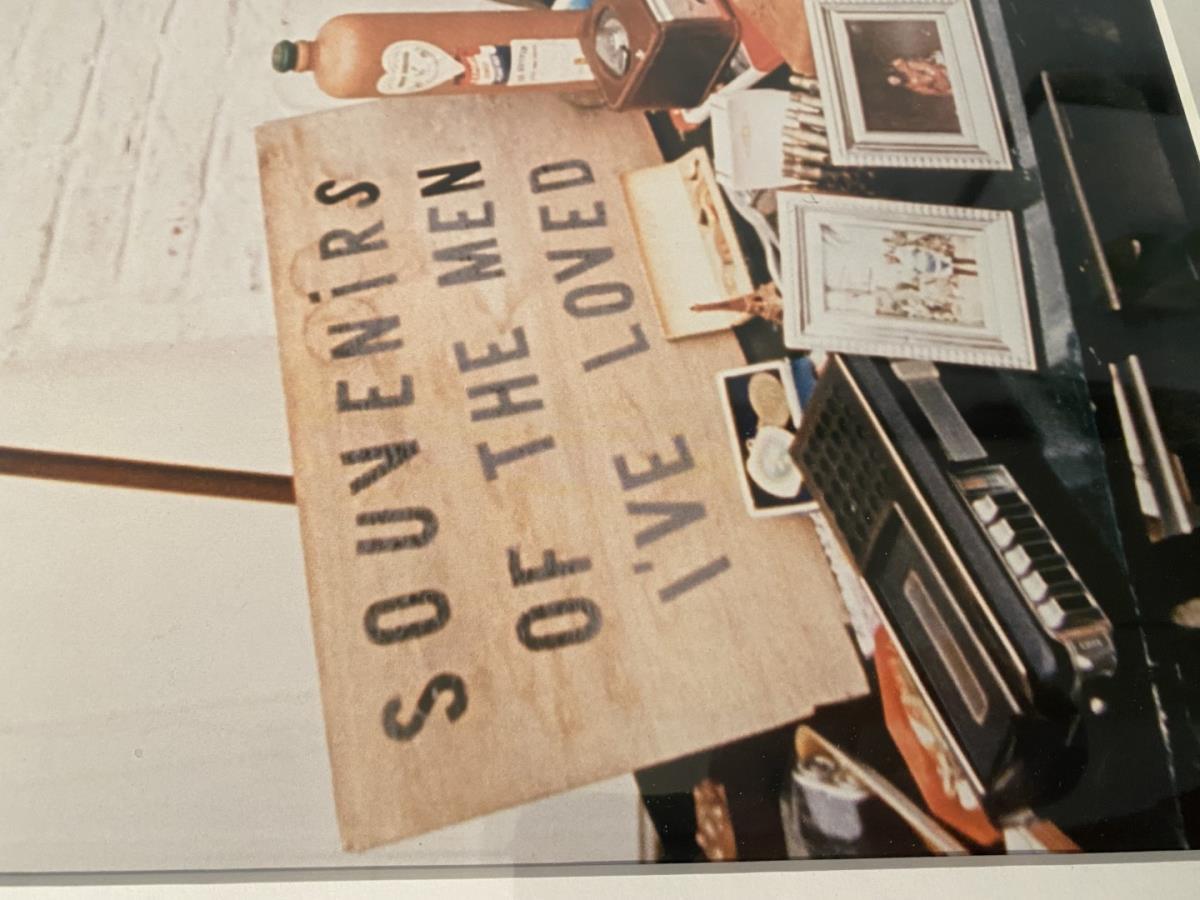 SOUVENiRS
OF THE MEN
I'VE LOVED